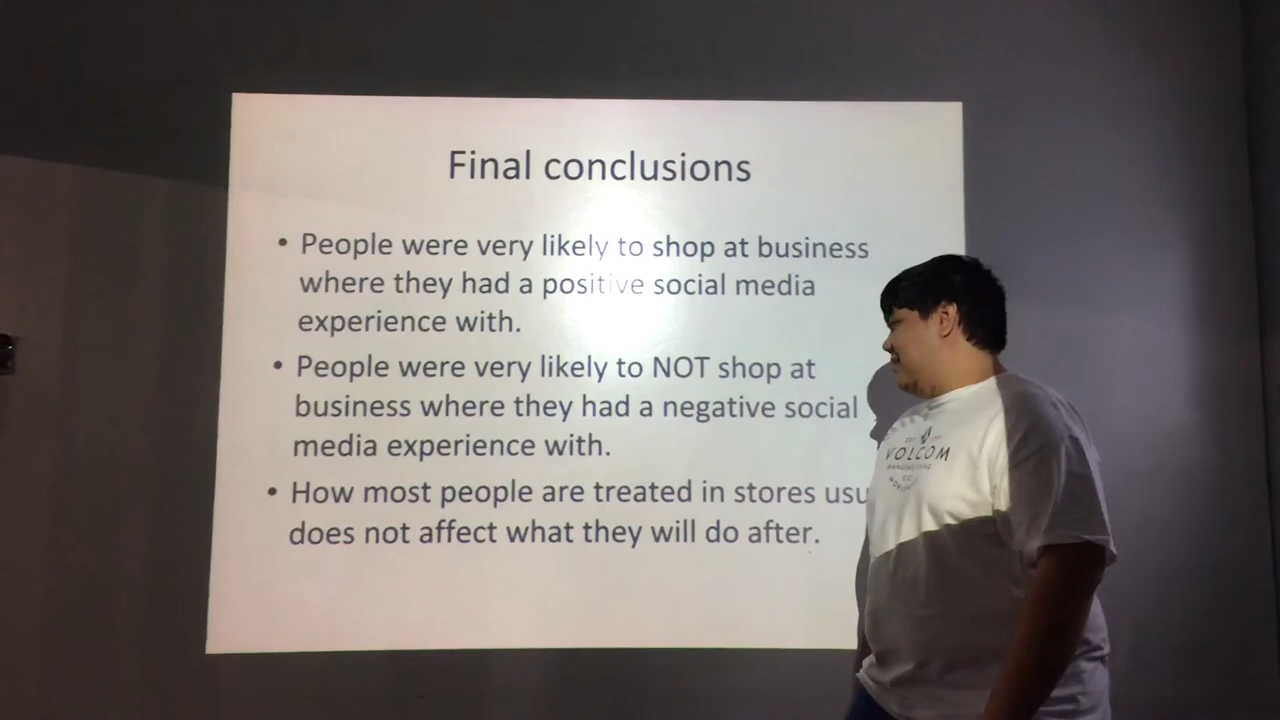 Final conclusions
• People were very likely to shop at business
where they had a positive social media
experience with.
• People were very likely to NOT shop at
business where they had a negative social
media experience with.
• How most people are treated in stores usu
does not affect what they will do after.
VOLCOM